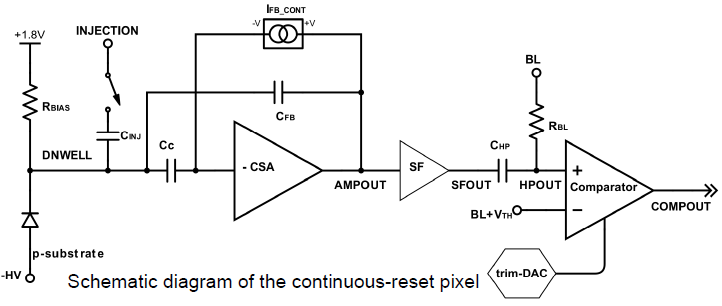 IFB_CONT
-V
+V
+1.8V
INJECTION
RBIAS
CINJ
CFB
BL
RBL
DNWELL
Cc
- CSA
AMPOUT
SF
SFOUT
CHP
HPOUT
+
Comparator
-
COMPOUT
BL+VTH
p-substrate
-HV
trim-DAC
Schematic diagram of the continuous-reset pixel